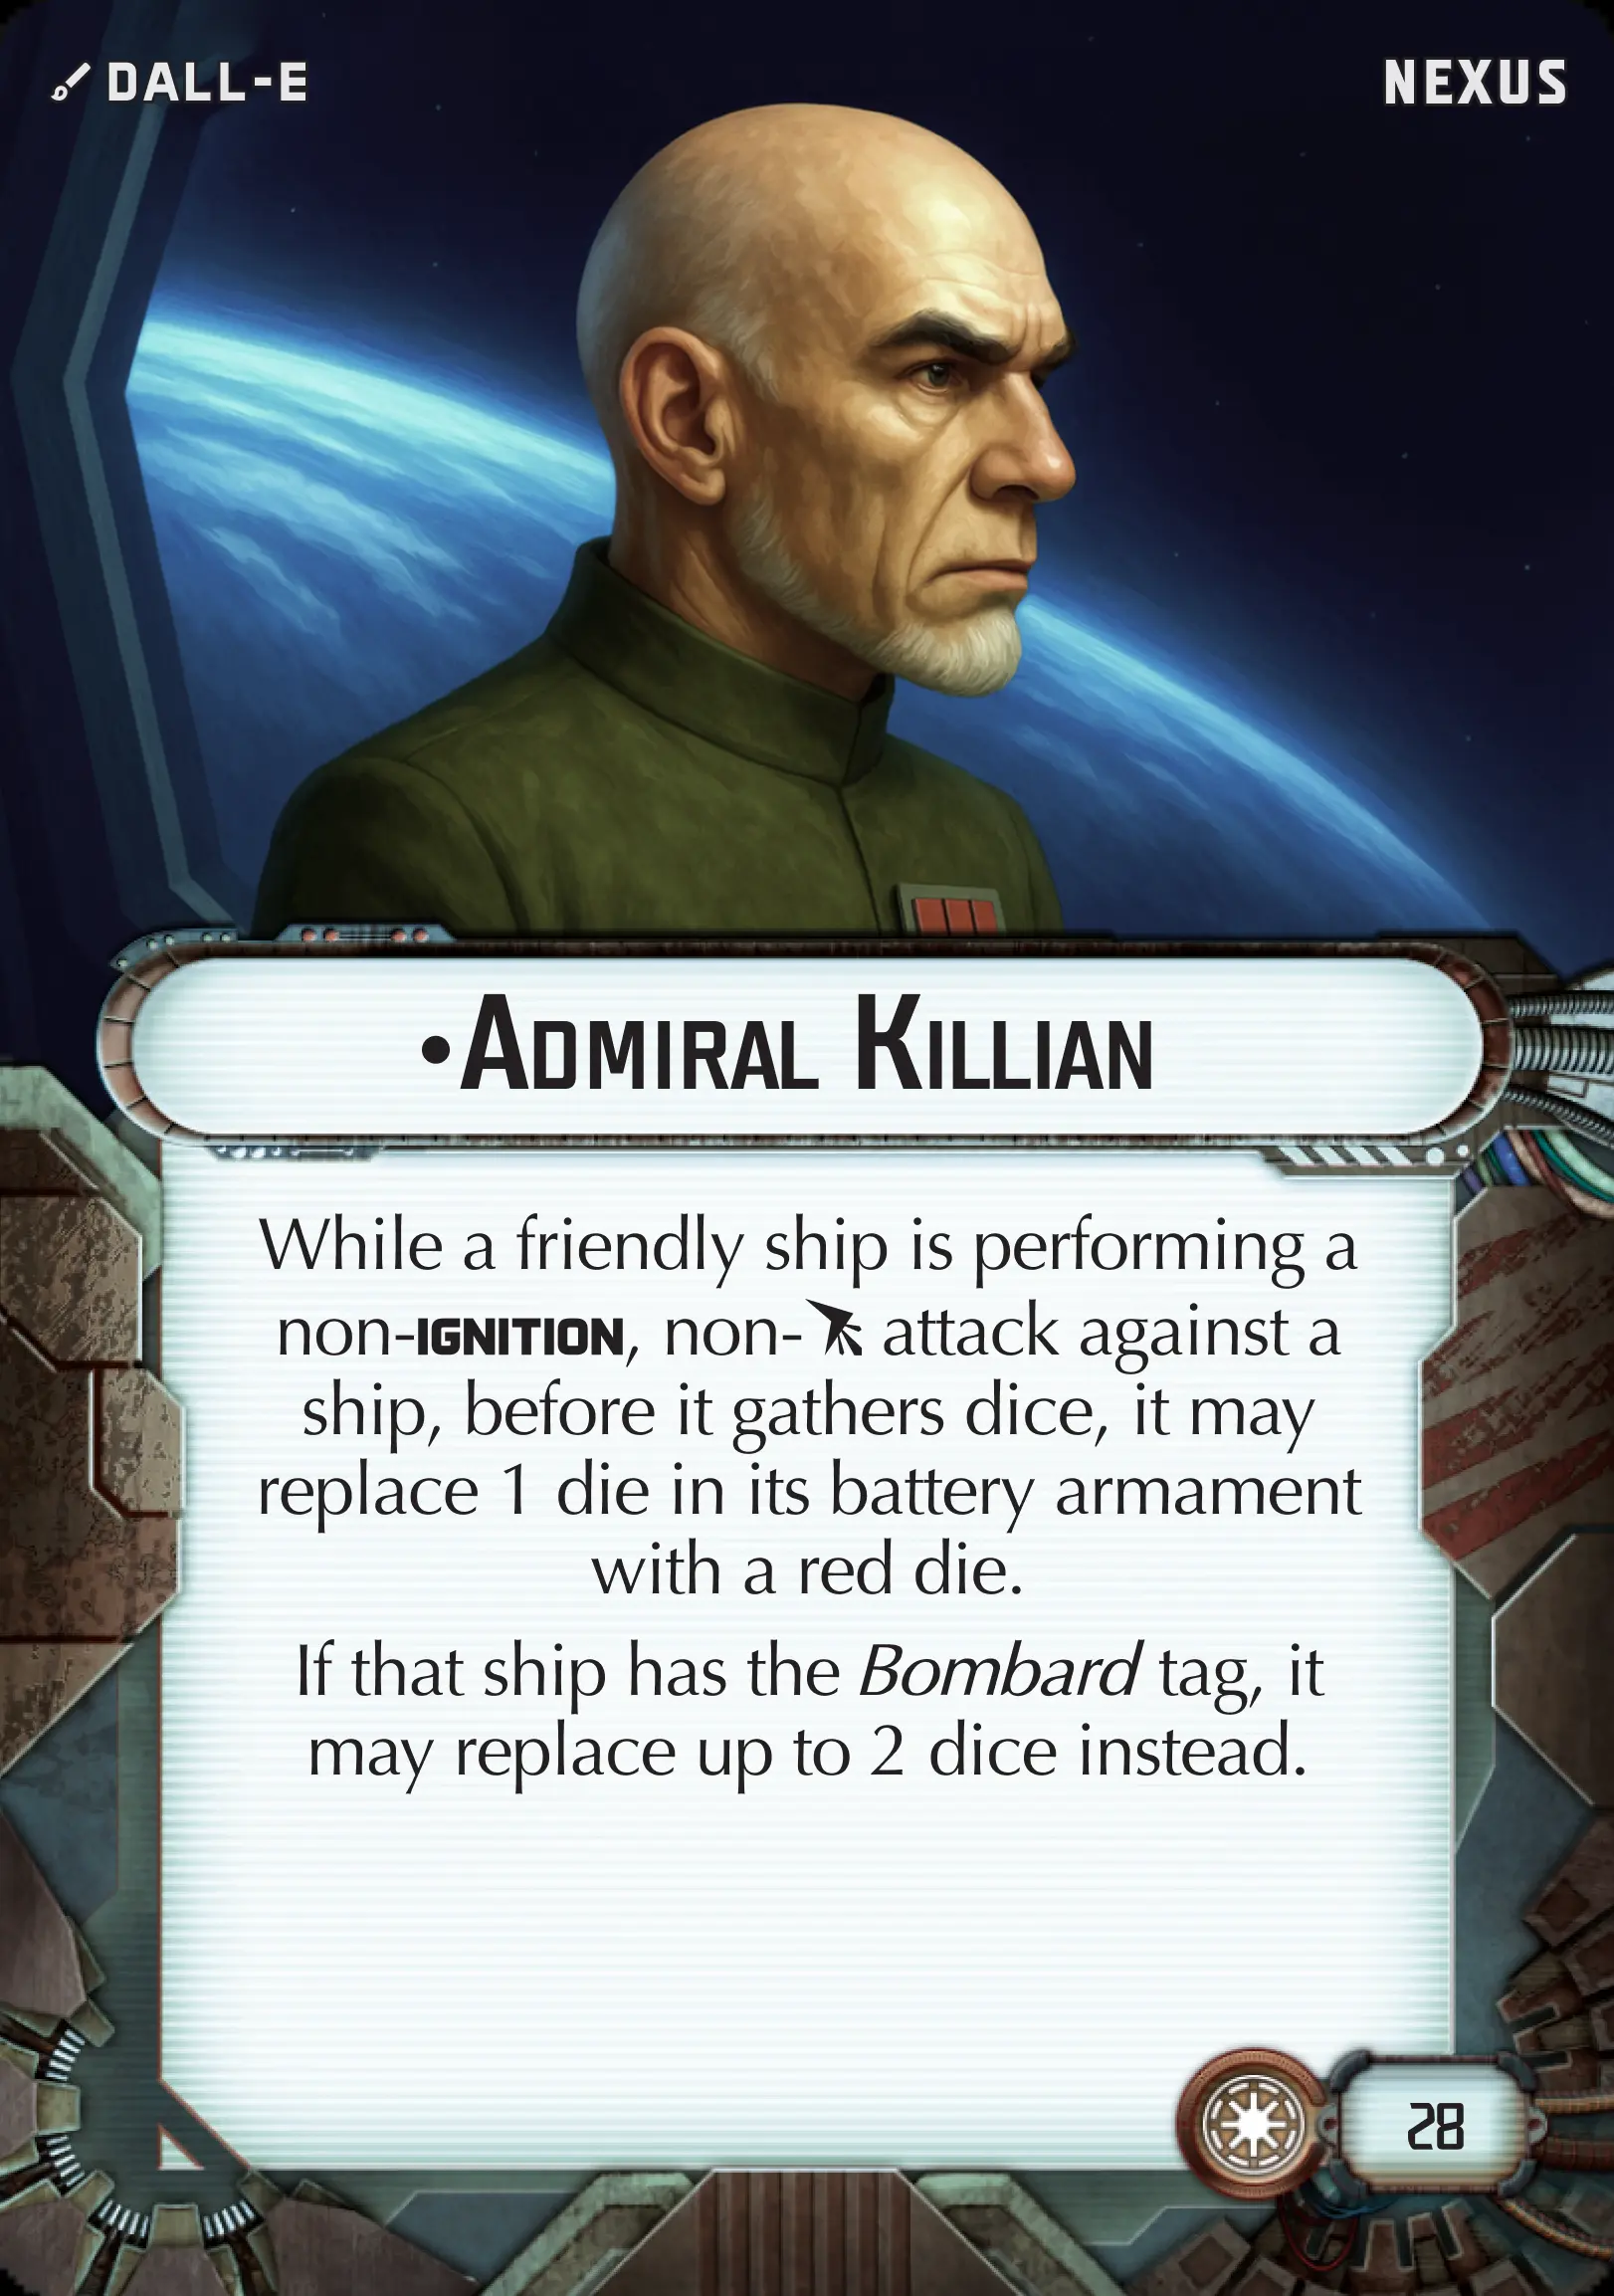 DALL-E
NEXUS
•ADMIRAL KILLIAN
While a friendly ship is performing a
non-IGNITION, non- attack against a
ship, before it gathers dice, it may
replace 1 die in its battery armament
with a red die.
If that ship has the Bombard tag, it
may replace up to 2 dice instead.
28